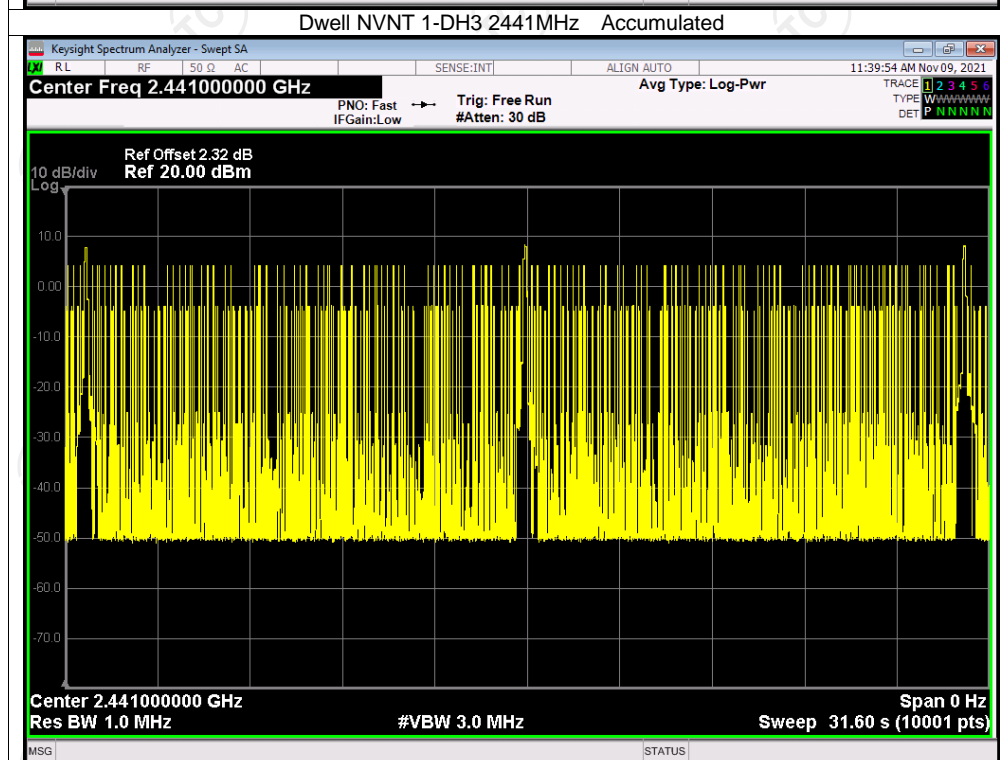 Dwell NVNT 1-DH3 2441MHz Accumulated
Keysight Spectrum Analyzer - Swept SA
LXI RL RF 50 Ω AC SENSE:INT ALIGN AUTO 11:39:54 AM Nov 09, 2021
Center Freq 2.441000000 GHz Avg Type: Log-Pwr TRACE 1 2 3 4 5 6
PNO: Fast Trig: Free Run TYPE WWWWWW
IFGain:Low #Atten: 30 dB DET P N N N N N
Ref Offset 2.32 dB
10 dB/div Ref 20.00 dBm
Log
10.0
0.00
-10.0
-20.0
-30.0
-40.0
-50.0
-60.0
-70.0
Center 2.441000000 GHz Span 0 Hz
Res BW 1.0 MHz #VBW 3.0 MHz Sweep 31.60 s (10001 pts)
MSG STATUS